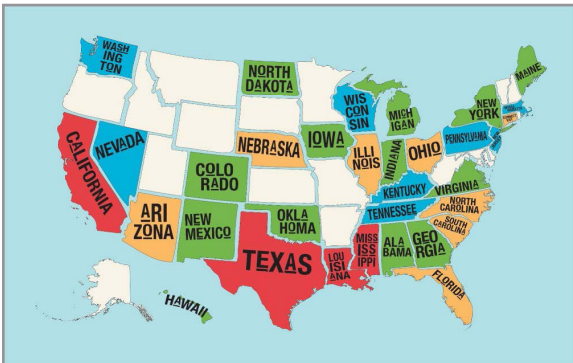 WASH
ING
TON
NORTH
DAKOTA
MAINE
WIS
CON
SIN
MICH
IGAN
NEW
YORK
CALIFORNIA
NEVADA
NEBRASKA
IOWA
ILLI
NOIS
INDIANA
OHIO
PENNSYLVANIA
COLO
RADO
KENTUCKY
VIRGINIA
ARI
ZONA
NEW
MEXICO
OKLA
HOMA
TENNESSEE
NORTH
CAROLINA
SOUTH
CAROLINA
TEXAS
LOU
ISI
ANA
MISS
ISS
IPPI
ALA
BAMA
GEO
RGIA
FLORIDA
HAWAII